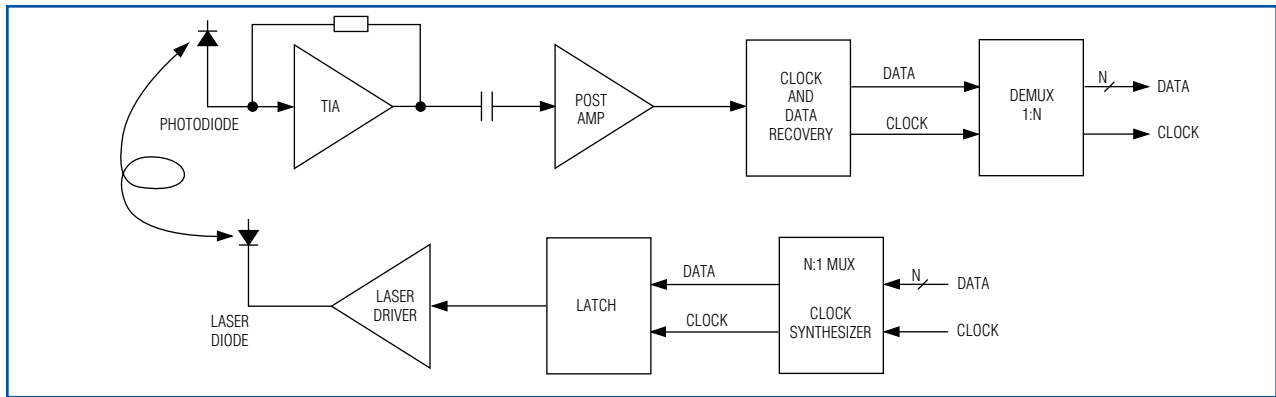 PHOTODIODE
TIA
POST
AMP
CLOCK
AND
DATA
RECOVERY
DATA
CLOCK
DEMUX
1:N
N
DATA
CLOCK
LASER
DIODE
LASER
DRIVER
LATCH
DATA
CLOCK
N:1 MUX
CLOCK
SYNTHESIZER
N
DATA
CLOCK